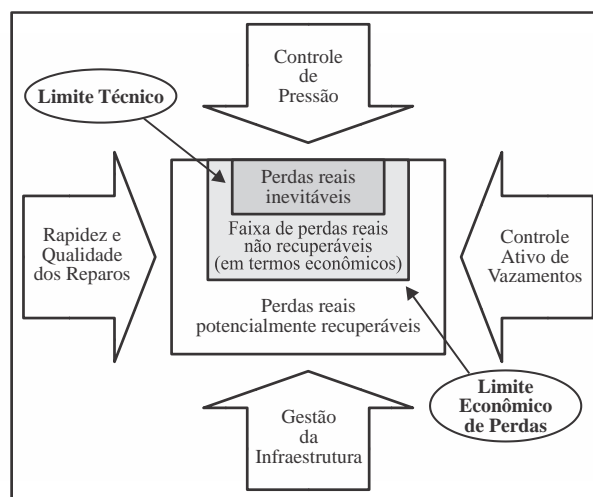 Controle
de
Pressão
Limite Técnico
Perdas reais
inevitáveis
Faixa de perdas reais
não recuperáveis
(em termos econômicos)
Perdas reais
potencialmente recuperáveis
Rapidez e
Qualidade
dos Reparos
Controle
Ativo de
Vazamentos
Limite
Econômico
de Perdas
Gestão
da
Infraestrutura